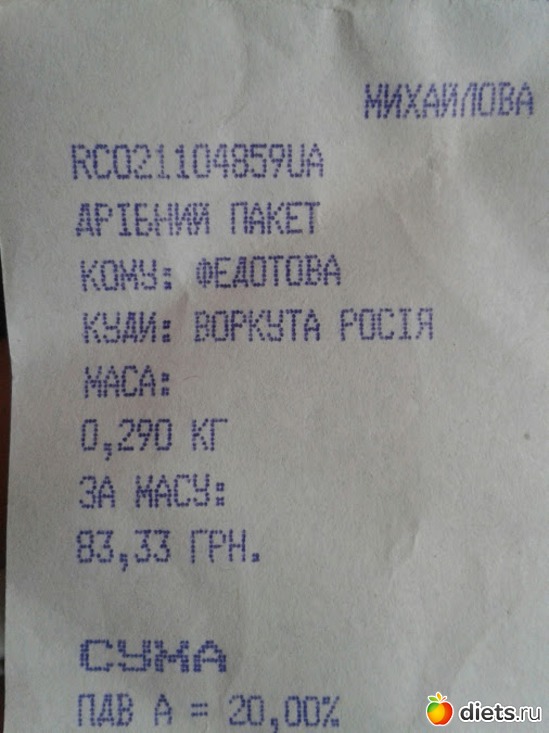 МИХАЙЛОВА
RC021104859UA
ДРІБНИЙ ПАКЕТ
КОМУ: ФЕДОТОВА
КУДИ: ВОРКУТА РОСІЯ
МАСА:
0,290 КГ
ЗА МАСУ:
83,33 ГРН.
СУМА
ПДВ А = 20,00%
diets.ru